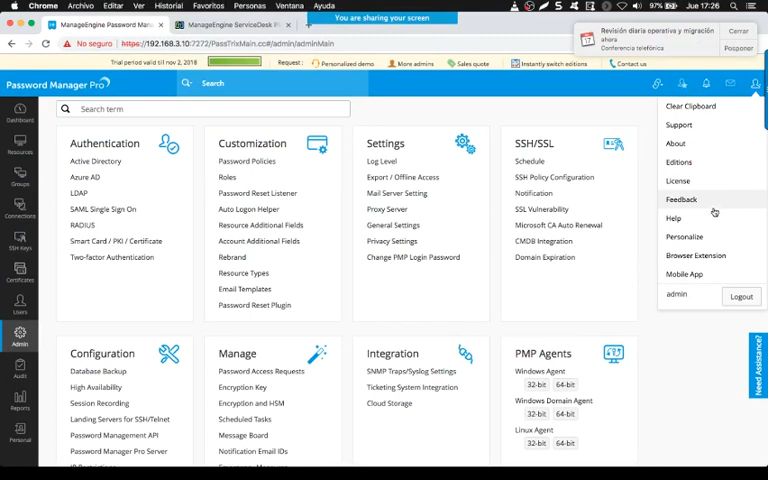 Chrome Archivo Editar Ver Historial Favoritos Personas Ventana Ayuda 97% Jue 17:26
You are sharing your screen
ManageEngine Password Man
ManageEngine ServiceDesk Pl
No seguro https://192.168.3.10:7272/PassTrixMain.cc#/admin/adminMain
Revisión diaria operativa y migración
ahora
Conferencia telefónica
Cerrar
Posponer
Trial period valid till nov 2, 2018 Request : Personalized demo More admins Sales quote Instantly switch editions Contact us
Password Manager Pro
Search
Search term
Dashboard
Resources
Groups
Connections
SSH Keys
Certificates
Users
Admin
Audit
Reports
Personal
Authentication
Active Directory
Azure AD
LDAP
SAML Single Sign On
RADIUS
Smart Card / PKI / Certificate
Two-factor Authentication
Customization
Password Policies
Roles
Password Reset Listener
Auto Logon Helper
Resource Additional Fields
Account Additional Fields
Rebrand
Resource Types
Email Templates
Password Reset Plugin
Settings
Log Level
Export / Offline Access
Mail Server Setting
Proxy Server
General Settings
Privacy Settings
Change PMP Login Password
SSH/SSL
Schedule
SSH Policy Configuration
Notification
SSL Vulnerability
Microsoft CA Auto Renewal
CMDB Integration
Domain Expiration
Clear Clipboard
Support
About
Editions
License
Feedback
Help
Personalize
Browser Extension
Mobile App
admin
Logout
Configuration
Database Backup
High Availability
Session Recording
Landing Servers for SSH/Telnet
Password Management API
Password Manager Pro Server
Manage
Password Access Requests
Encryption Key
Encryption and HSM
Scheduled Tasks
Message Board
Notification Email IDs
Integration
SNMP Traps/Syslog Settings
Ticketing System Integration
Cloud Storage
PMP Agents
Windows Agent
32-bit 64-bit
Windows Domain Agent
32-bit 64-bit
Linux Agent
32-bit 64-bit
Need Assistance?